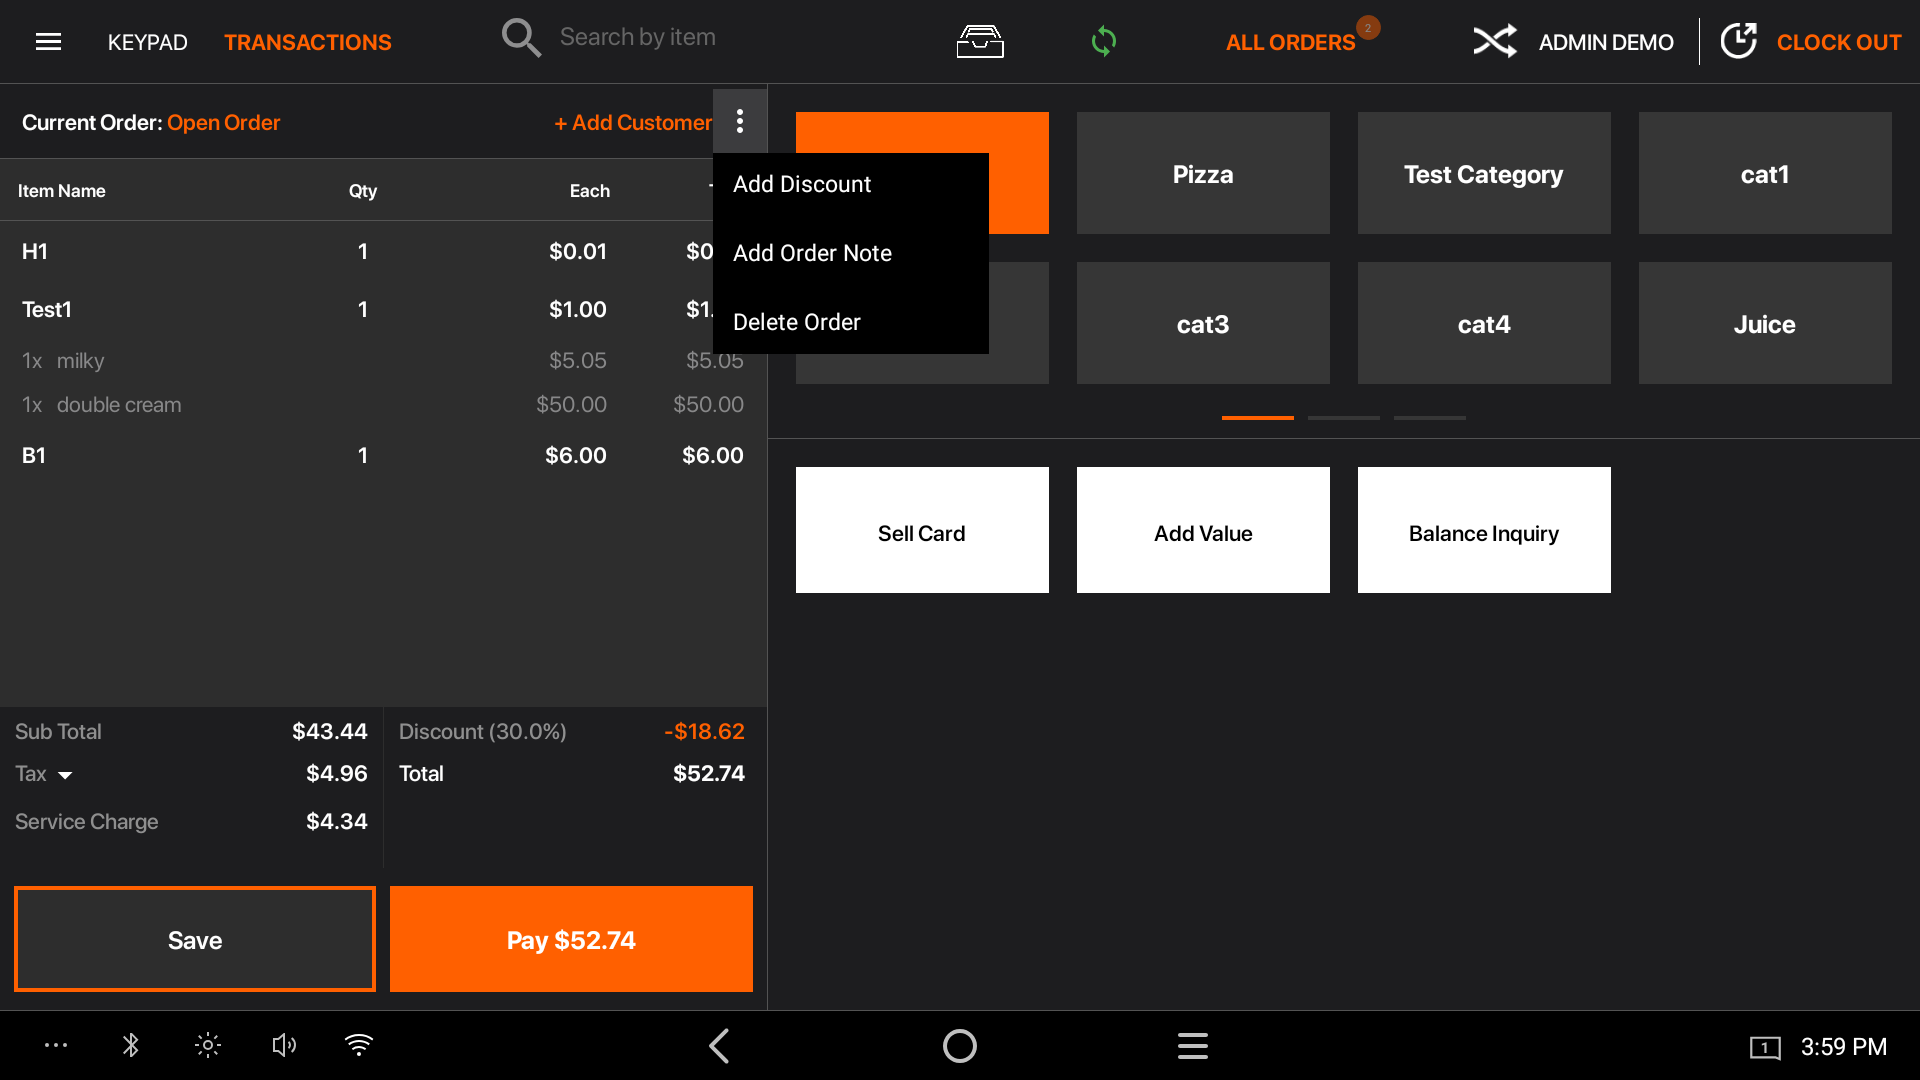 KEYPAD TRANSACTIONS Search by item ALL ORDERS 2 ADMIN DEMO CLOCK OUT
Current Order: Open Order + Add Customer
Item Name Qty Each
H1 1 $0.01 $0
Test1 1 $1.00 $1.
1x milky $5.05 $5.05
1x double cream $50.00 $50.00
B1 1 $6.00 $6.00
Add Discount
Add Order Note
Delete Order
Pizza Test Category cat1
cat3 cat4 Juice
Sell Card Add Value Balance Inquiry
Sub Total $43.44 Discount (30.0%) -$18.62
Tax $4.96 Total $52.74
Service Charge $4.34
Save Pay $52.74
1 3:59 PM